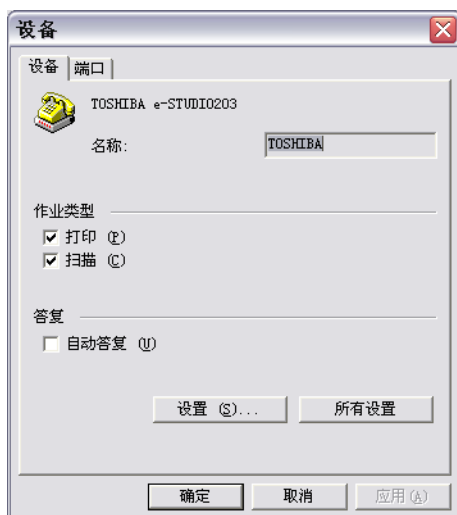 设备
设备 端口
TOSHIBA e-STUDIO203
名称: TOSHIBA
作业类型
打印 (P)
扫描 (C)
答复
自动答复 (U)
设置 (S)... 所有设置
确定 取消 应用(A)